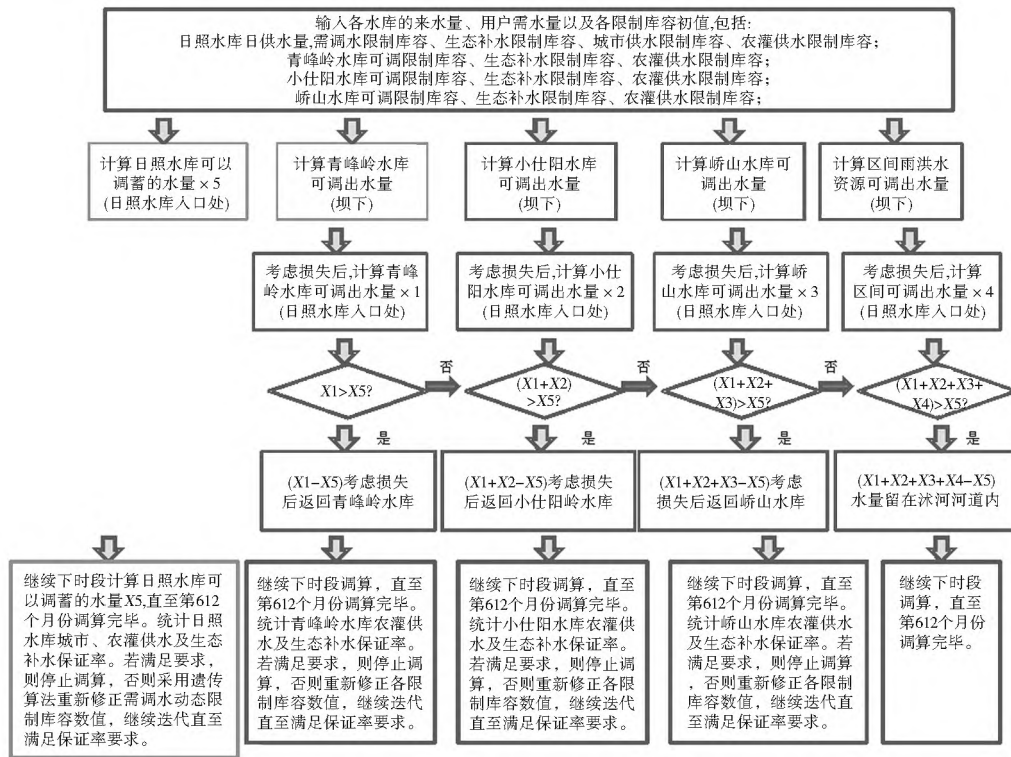 输入各水库的来水量、用户需水量以及各限制库容初值,包括:
日照水库日供水量,需调水限制库容、生态补水限制库容、城市供水限制库容、农灌供水限制库容；
青峰岭水库可调限制库容、生态补水限制库容、农灌供水限制库容；
小仕阳水库可调限制库容、生态补水限制库容、农灌供水限制库容；
峤山水库可调限制库容、生态补水限制库容、农灌供水限制库容；
计算日照水库可以
调蓄的水量×5
(日照水库入口处)
计算青峰岭水库
可调出水量
(坝下)
计算小仕阳水库
可调出水量
(坝下)
计算峤山水库可
调出水量
(坝下)
计算区间雨洪水
资源可调出水量
(坝下)
考虑损失后,计算青峰
岭水库可调出水量×1
(日照水库入口处)
考虑损失后,计算小仕
阳水库可调出水量×2
(日照水库入口处)
考虑损失后,计算峤
山水库可调出水量×3
(日照水库入口处)
考虑损失后,计算
区间可调出水量×4
(日照水库入口处)
X1>X5?
否
(X1+X2)
>X5?
否
(X1+X2+
X3)>X5?
否
(X1+X2+X3+
X4)>X5?
是
是
是
是
(X1−X5)考虑损失
后返回青峰岭水库
(X1+X2−X5)考虑损失
后返回小仕阳岭水库
(X1+X2+X3−X5)考虑
损失后返回峤山水库
(X1+X2+X3+X4−X5)
水量留在沭河河道内
继续下时段计算日照水库可
以调蓄的水量X5,直至第612
个月份调算完毕。统计日照
水库城市、农灌供水及生态
补水保证率。若满足要求，
则停止调算，否则采用遗传
算法重新修正需调水动态限
制库容数值，继续迭代直至
满足保证率要求。
继续下时段调算，直至
第612个月份调算完毕。
统计青峰岭水库农灌供
水及生态补水保证率。
若满足要求，则停止调
算，否则重新修正各限
制库容数值，继续迭代
直至满足保证率要求。
继续下时段调算，直至
第612个月份调算完毕。
统计小仕阳水库农灌供
水及生态补水保证率。
若满足要求，则停止调
算，否则重新修正各限
制库容数值，继续迭代
直至满足保证率要求。
继续下时段调算，直至
第612个月份调算完毕。
统计峤山水库农灌供水
及生态补水保证率。若
满足要求，则停止调算
，否则重新修正各限制
库容数值，继续迭代直
至满足保证率要求。
继续下时段
调算，直至
第612个月份
调算完毕。